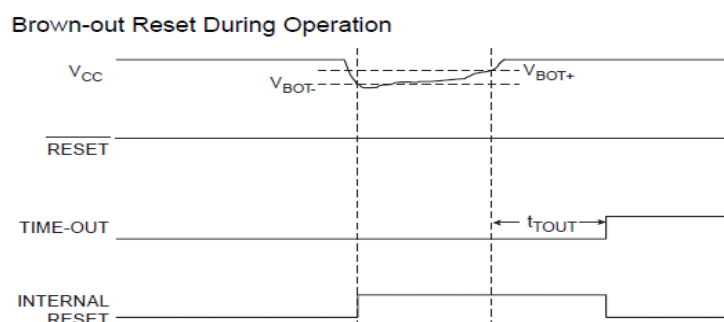 Brown-out Reset During Operation
VCC
VBOT-
VBOT+
RESET
TIME-OUT
tTOUT
INTERNAL
RESET